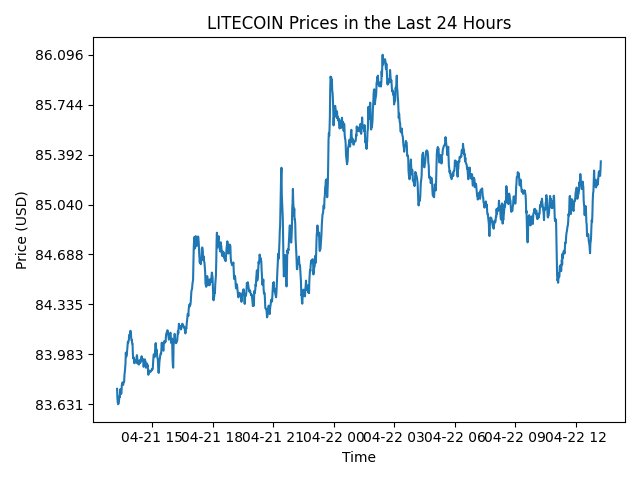 LITECOIN Prices in the Last 24 Hours
Price (USD)
86.096
85.744
85.392
85.040
84.688
84.335
83.983
83.631
04-21 15 04-21 18 04-21 21 04-22 00 04-22 03 04-22 06 04-22 09 04-22 12
Time